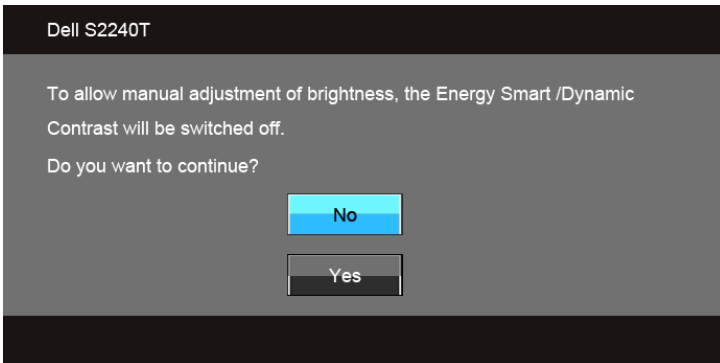 Dell S2240T
To allow manual adjustment of brightness, the Energy Smart /Dynamic
Contrast will be switched off.
Do you want to continue?
No
Yes